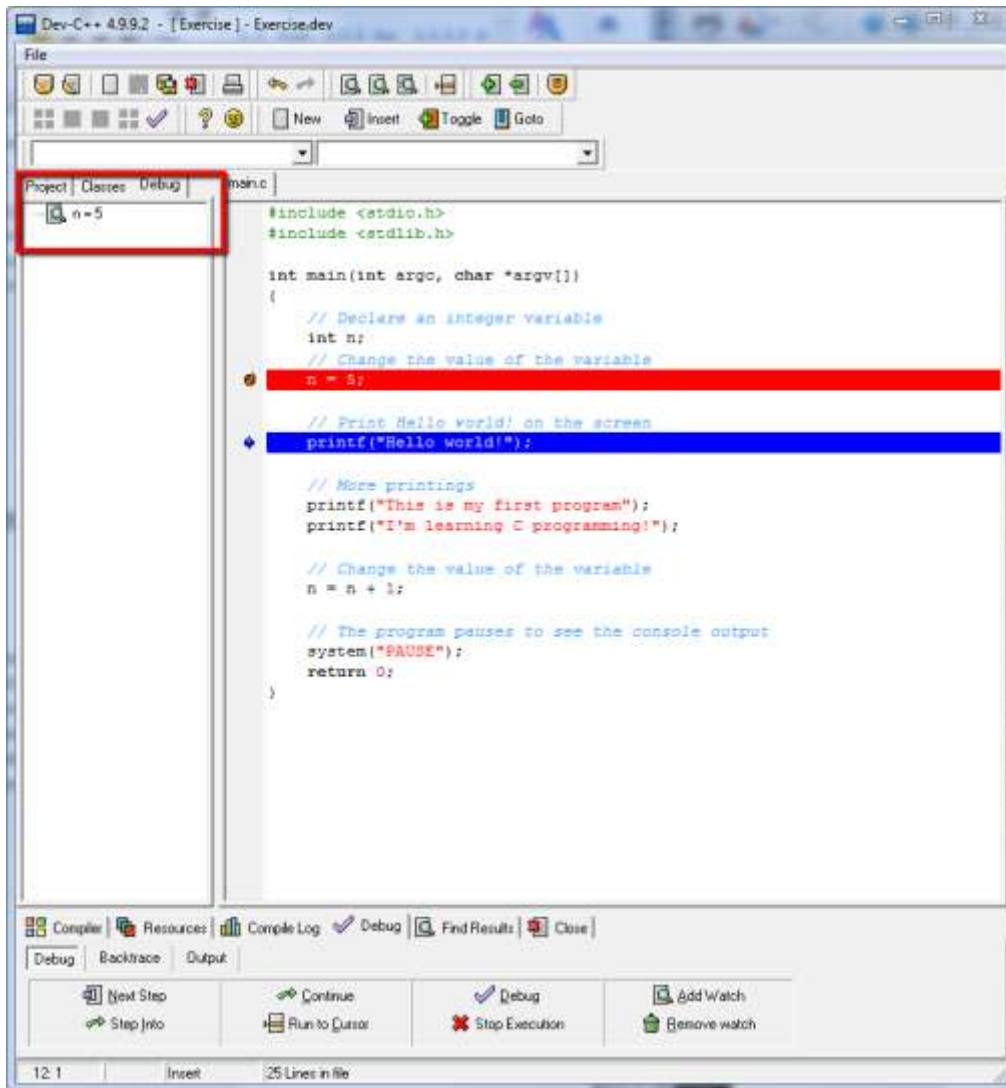 Dev-C++ 4.9.9.2 - [ Exercise ] - Exercise.dev
File
New Insert Toggle Goto
Project Classes Debug main.c
n = 5
#include <stdio.h>
#include <stdlib.h>
int main(int argc, char *argv[])
{
// Declare an integer variable
int n;
// Change the value of the variable
n = 5;
// Print Hello world! on the screen
printf("Hello world!");
// More printings
printf("This is my first program");
printf("I'm learning C programming!");
// Change the value of the variable
n = n + 1;
// The program pauses to see the console output
system("PAUSE");
return 0;
}
Compiler Resources Compile Log Debug Find Results Close
Debug Backtrace Output
Next Step Continue Debug Add Watch
Step Into Run to Cursor Stop Execution Remove watch
12: 1 Insert 25 Lines in file